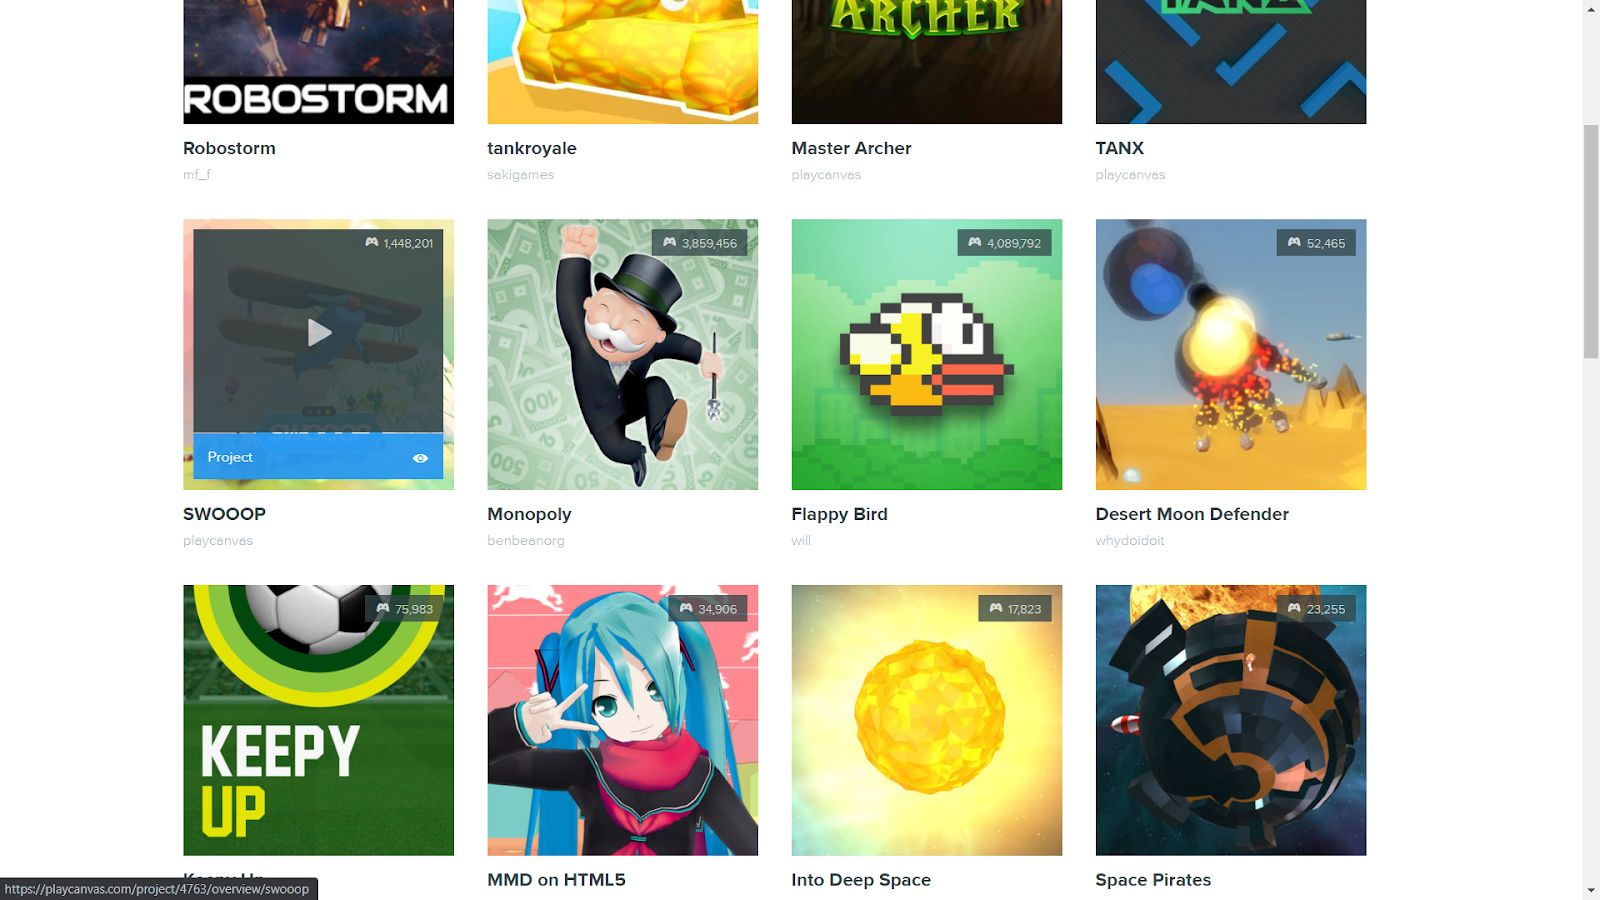 ARCHER
TANX
ROBOSTORM
Robostorm
mf_f
tankroyale
sakigames
Master Archer
playcanvas
TANX
playcanvas
1,448,201
Project
SWOOOP
playcanvas
3,859,456
Monopoly
benbeanorg
4,089,792
Flappy Bird
will
52,465
Desert Moon Defender
whydoidoit
75,983
KEEPY
UP
Keepy Up
34,906
MMD on HTML5
17,823
Into Deep Space
23,255
Space Pirates
https://playcanvas.com/project/4763/overview/swooop